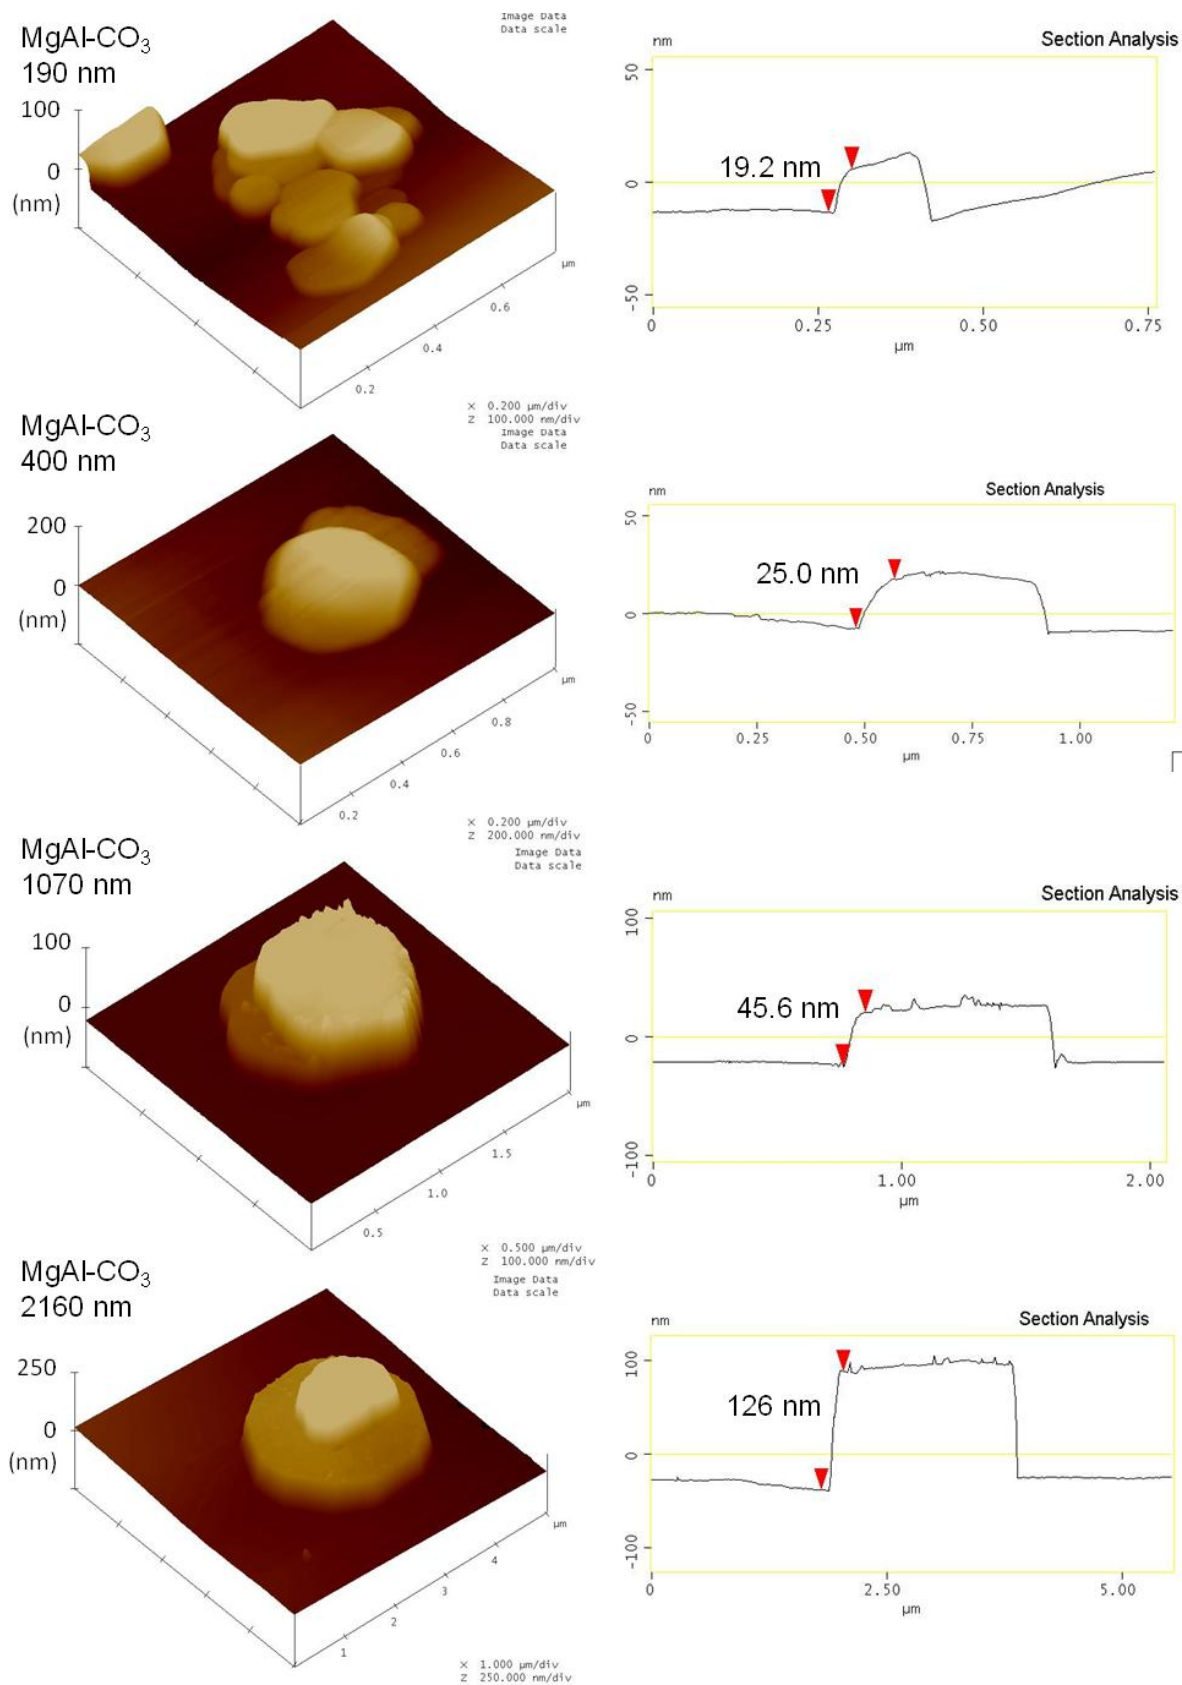 Image Data
Data scale
MgAl-CO₃
190 nm
100
0
(nm)
0.2
0.4
0.6
µm
X 0.200 µm/div
Z 100.000 nm/div
nm
Section Analysis
50
0
-50
19.2 nm
0
0.25
0.50
0.75
µm
Image Data
Data scale
MgAl-CO₃
400 nm
200
0
(nm)
0.2
0.4
0.6
0.8
µm
X 0.200 µm/div
Z 200.000 nm/div
nm
Section Analysis
50
0
-50
25.0 nm
0
0.25
0.50
0.75
1.00
µm
Image Data
Data scale
MgAl-CO₃
1070 nm
100
0
(nm)
0.5
1.0
1.5
µm
X 0.500 µm/div
Z 100.000 nm/div
nm
Section Analysis
100
0
-100
45.6 nm
0
1.00
2.00
µm
Image Data
Data scale
MgAl-CO₃
2160 nm
250
0
(nm)
1
2
3
4
µm
X 1.000 µm/div
Z 250.000 nm/div
nm
Section Analysis
100
0
-100
126 nm
0
2.50
5.00
µm